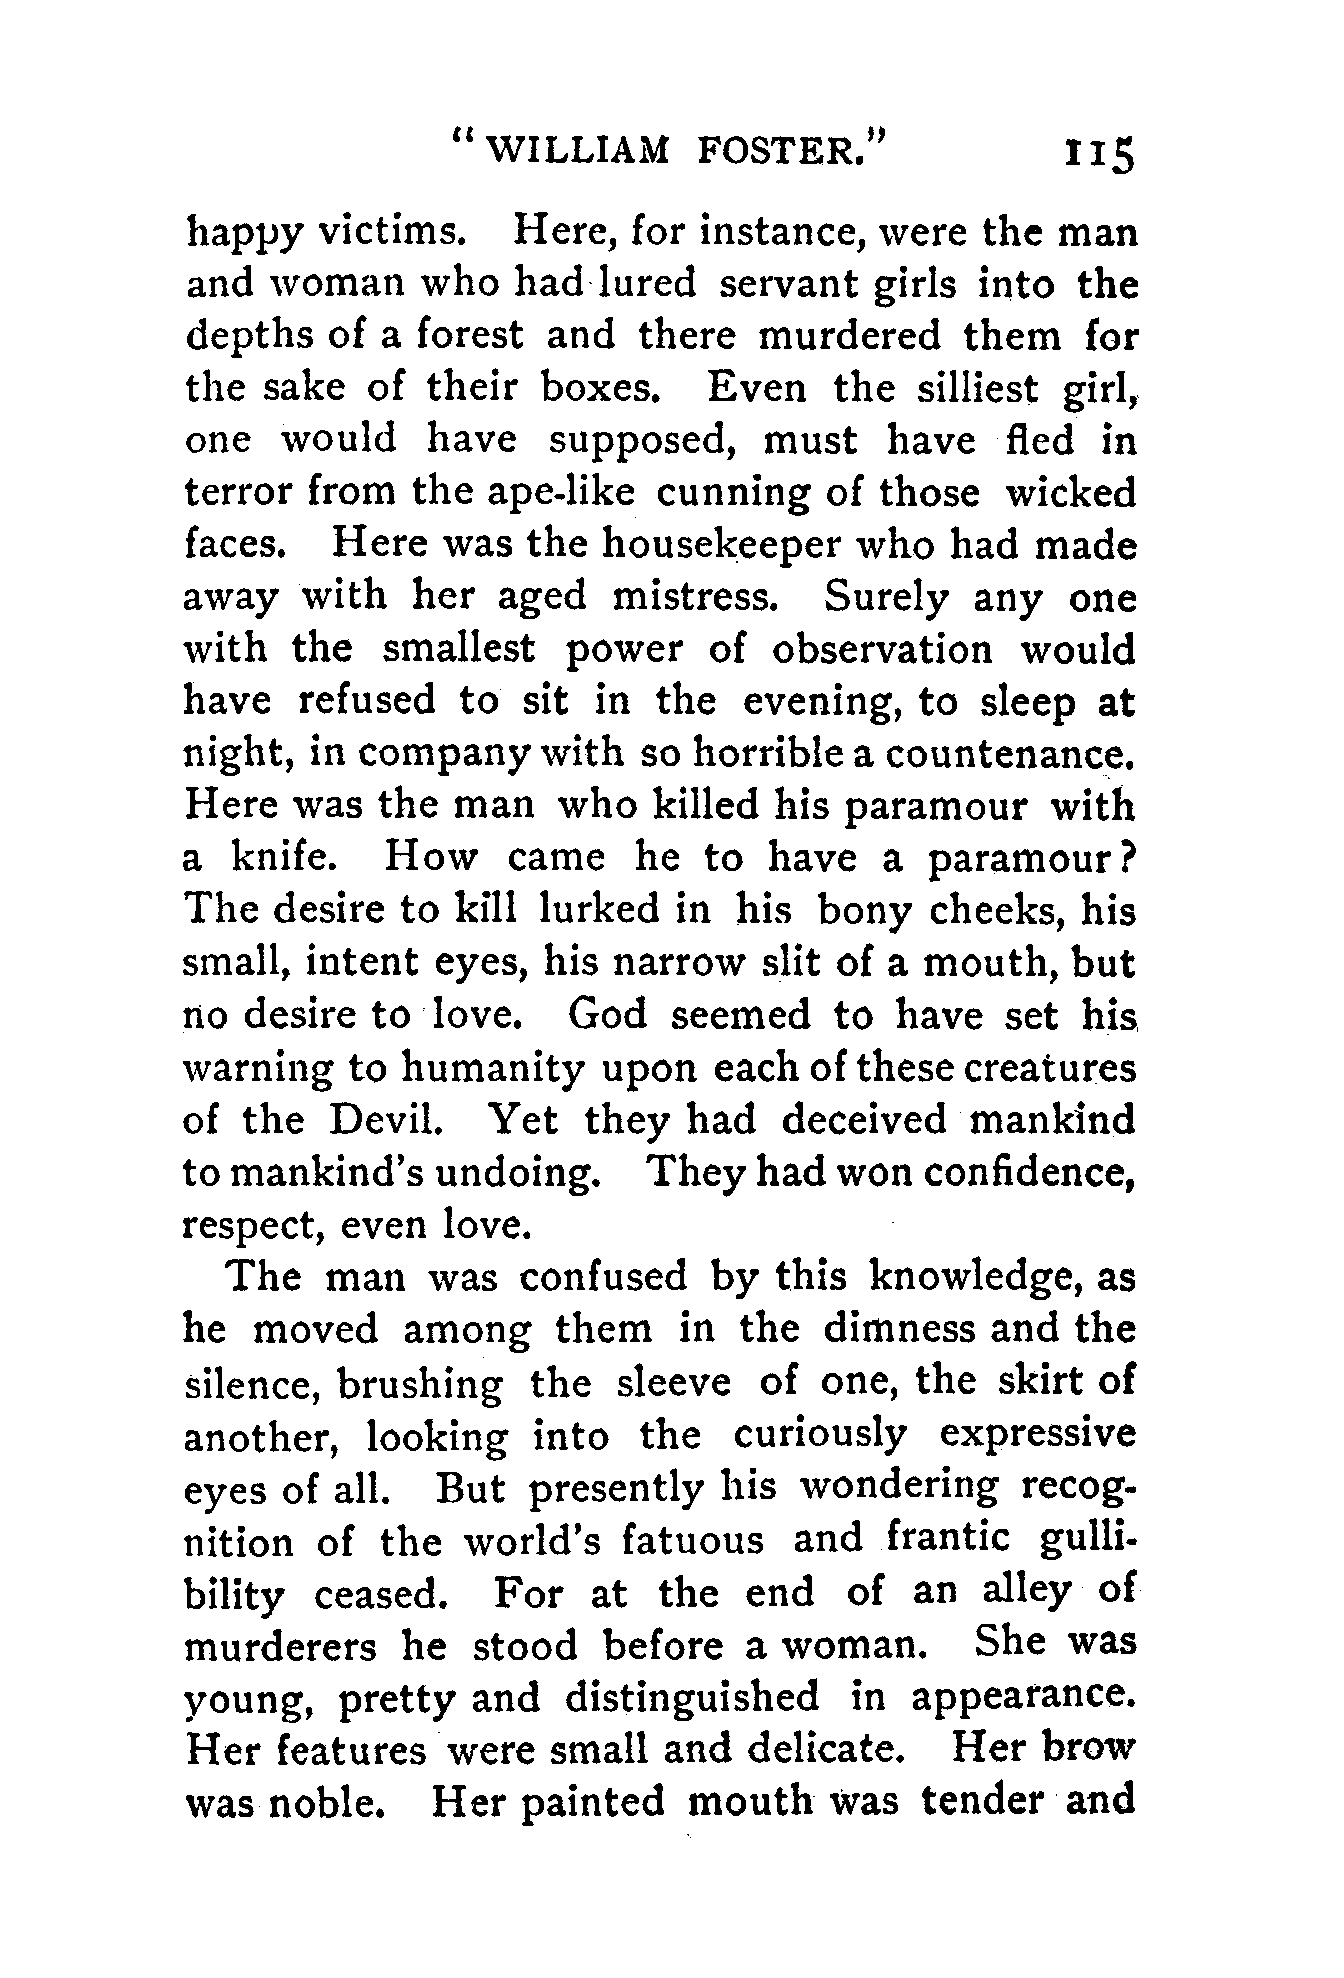 "WILLIAM FOSTER." 115
happy victims. Here, for instance, were the man
and woman who had lured servant girls into the
depths of a forest and there murdered them for
the sake of their boxes. Even the silliest girl,
one would have supposed, must have fled in
terror from the ape-like cunning of those wicked
faces. Here was the housekeeper who had made
away with her aged mistress. Surely any one
with the smallest power of observation would
have refused to sit in the evening, to sleep at
night, in company with so horrible a countenance.
Here was the man who killed his paramour with
a knife. How came he to have a paramour?
The desire to kill lurked in his bony cheeks, his
small, intent eyes, his narrow slit of a mouth, but
no desire to love. God seemed to have set his
warning to humanity upon each of these creatures
of the Devil. Yet they had deceived mankind
to mankind's undoing. They had won confidence,
respect, even love.
The man was confused by this knowledge, as
he moved among them in the dimness and the
silence, brushing the sleeve of one, the skirt of
another, looking into the curiously expressive
eyes of all. But presently his wondering recog-
nition of the world's fatuous and frantic gulli-
bility ceased. For at the end of an alley of
murderers he stood before a woman. She was
young, pretty and distinguished in appearance.
Her features were small and delicate. Her brow
was noble. Her painted mouth was tender and